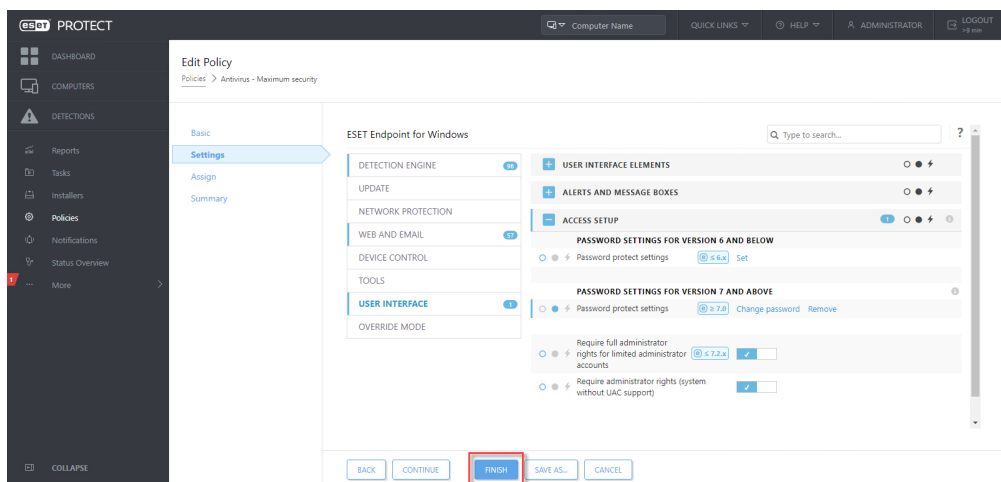 eset PROTECT
Computer Name
QUICK LINKS
HELP
ADMINISTRATOR
LOGOUT
>9 min
DASHBOARD
COMPUTERS
DETECTIONS
Reports
Tasks
Installers
Policies
Notifications
Status Overview
1
More
COLLAPSE
Edit Policy
Policies > Antivirus - Maximum security
Basic
Settings
Assign
Summary
ESET Endpoint for Windows
Type to search...
?
DETECTION ENGINE 98
UPDATE
NETWORK PROTECTION
WEB AND EMAIL 57
DEVICE CONTROL
TOOLS
USER INTERFACE 1
OVERRIDE MODE
USER INTERFACE ELEMENTS
ALERTS AND MESSAGE BOXES
ACCESS SETUP 1
PASSWORD SETTINGS FOR VERSION 6 AND BELOW
Password protect settings ≤ 6.x Set
PASSWORD SETTINGS FOR VERSION 7 AND ABOVE
Password protect settings ≥ 7.0 Change password Remove
Require full administrator
rights for limited administrator ≤ 7.2.x
accounts
Require administrator rights (system
without UAC support)
BACK CONTINUE FINISH SAVE AS... CANCEL